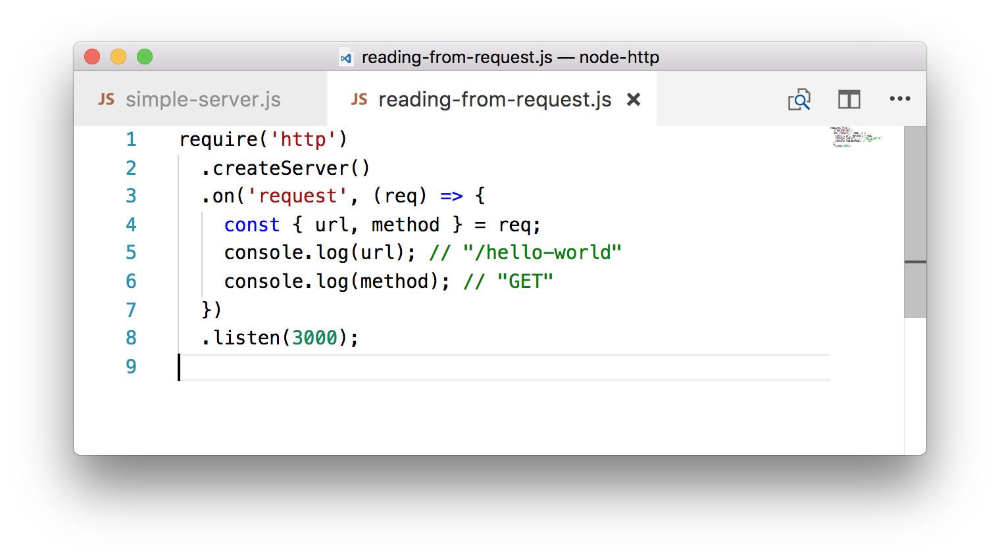 reading-from-request.js — node-http
JS simple-server.js
JS reading-from-request.js
1 require('http')
2 .createServer()
3 .on('request', (req) => {
4 const { url, method } = req;
5 console.log(url); // "/hello-world"
6 console.log(method); // "GET"
7 })
8 .listen(3000);
9